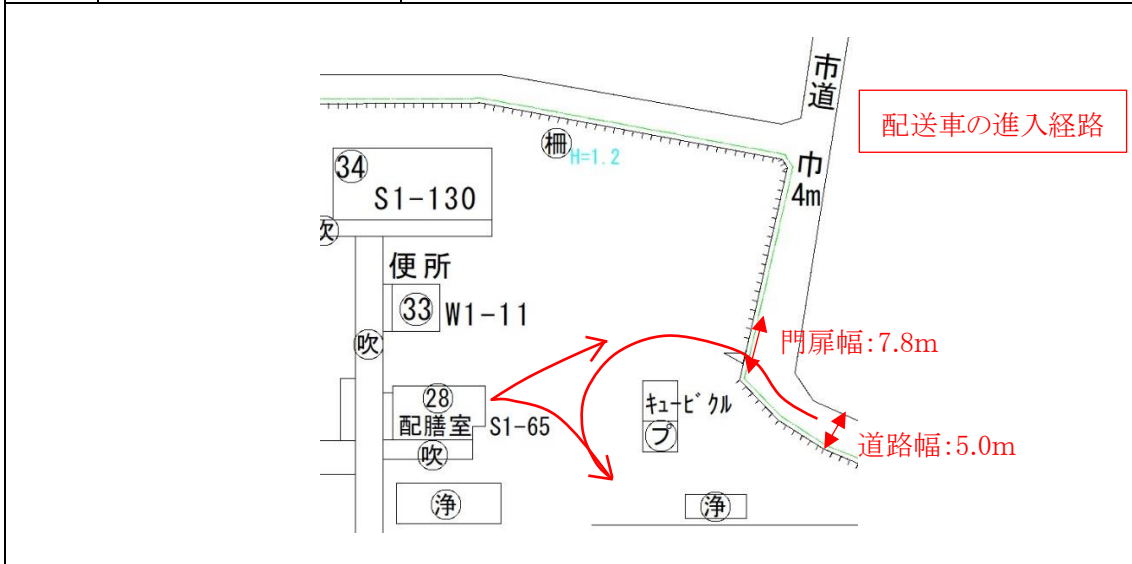 市道
巾
4m
配送車の進入経路
柵
H=1.2
34
S1-130
吹
便所
33
W1-11
吹
門扉幅:7.8m
28
配膳室
S1-65
吹
キュービクル
プ
道路幅:5.0m
浄
浄